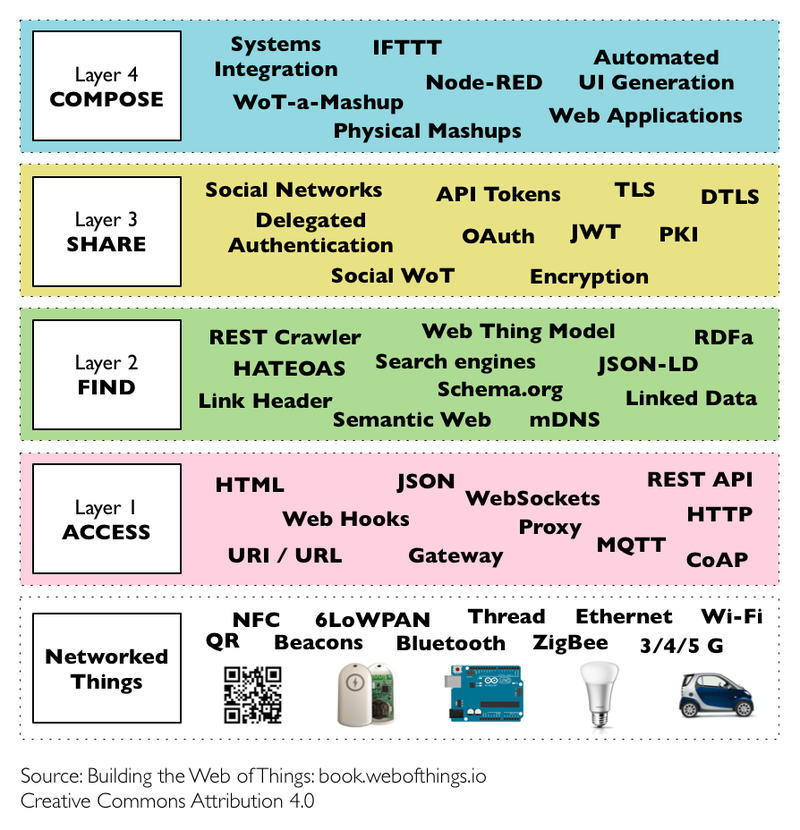 Layer 4
COMPOSE
Systems
Integration
IFTTT
Node-RED
Automated
UI Generation
WoT-a-Mashup
Physical Mashups
Web Applications
Layer 3
SHARE
Social Networks
API Tokens
TLS
DTLS
Delegated
Authentication
OAuth
JWT
PKI
Social WoT
Encryption
Layer 2
FIND
REST Crawler
Web Thing Model
RDFa
HATEOAS
Search engines
JSON-LD
Link Header
Schema.org
Linked Data
Semantic Web
mDNS
Layer 1
ACCESS
HTML
JSON
REST API
WebSockets
Web Hooks
Proxy
HTTP
URI / URL
Gateway
MQTT
CoAP
Networked
Things
NFC
6LoWPAN
Thread
Ethernet
Wi-Fi
QR
Beacons
Bluetooth
ZigBee
3/4/5 G
Source: Building the Web of Things: book.webofthings.io
Creative Commons Attribution 4.0